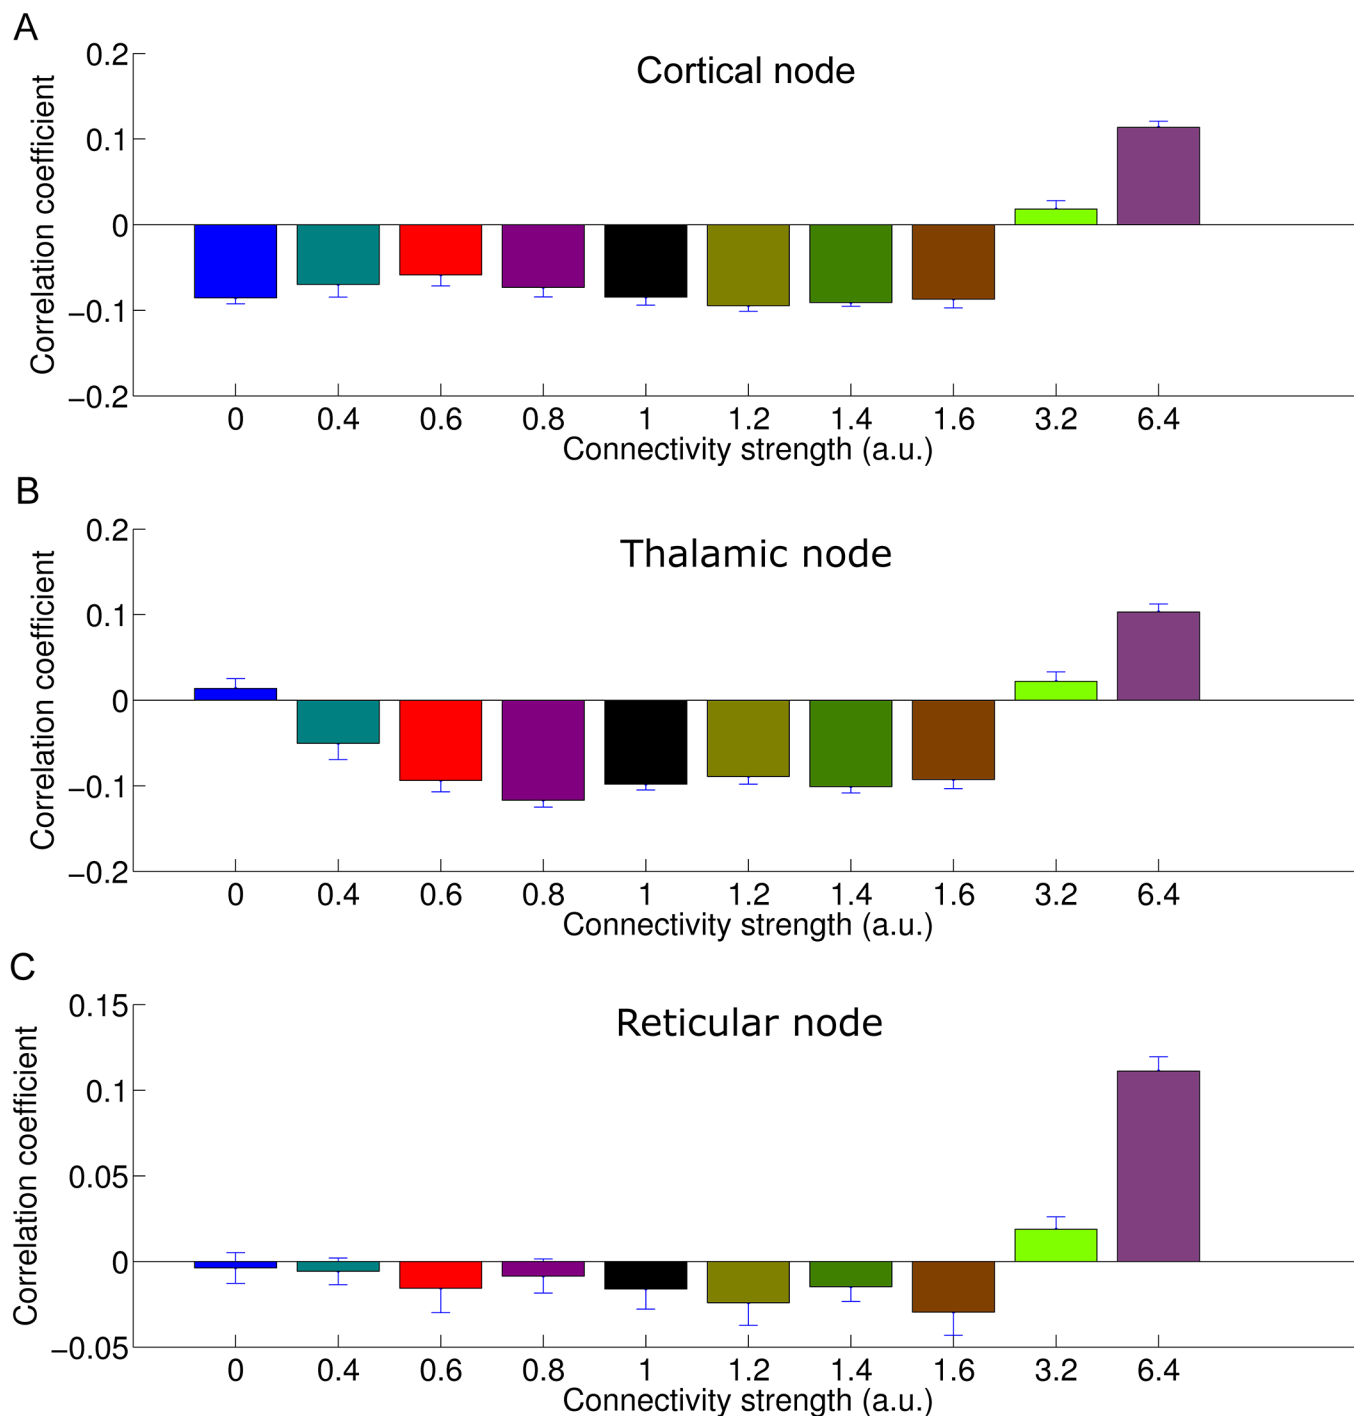 A
Cortical node
Correlation coefficient
0.2
0.1
0
−0.1
−0.2
0 0.4 0.6 0.8 1 1.2 1.4 1.6 3.2 6.4
Connectivity strength (a.u.)
B
Thalamic node
Correlation coefficient
0.2
0.1
0
−0.1
−0.2
0 0.4 0.6 0.8 1 1.2 1.4 1.6 3.2 6.4
Connectivity strength (a.u.)
C
Reticular node
Correlation coefficient
0.15
0.1
0.05
0
−0.05
0 0.4 0.6 0.8 1 1.2 1.4 1.6 3.2 6.4
Connectivity strength (a.u.)